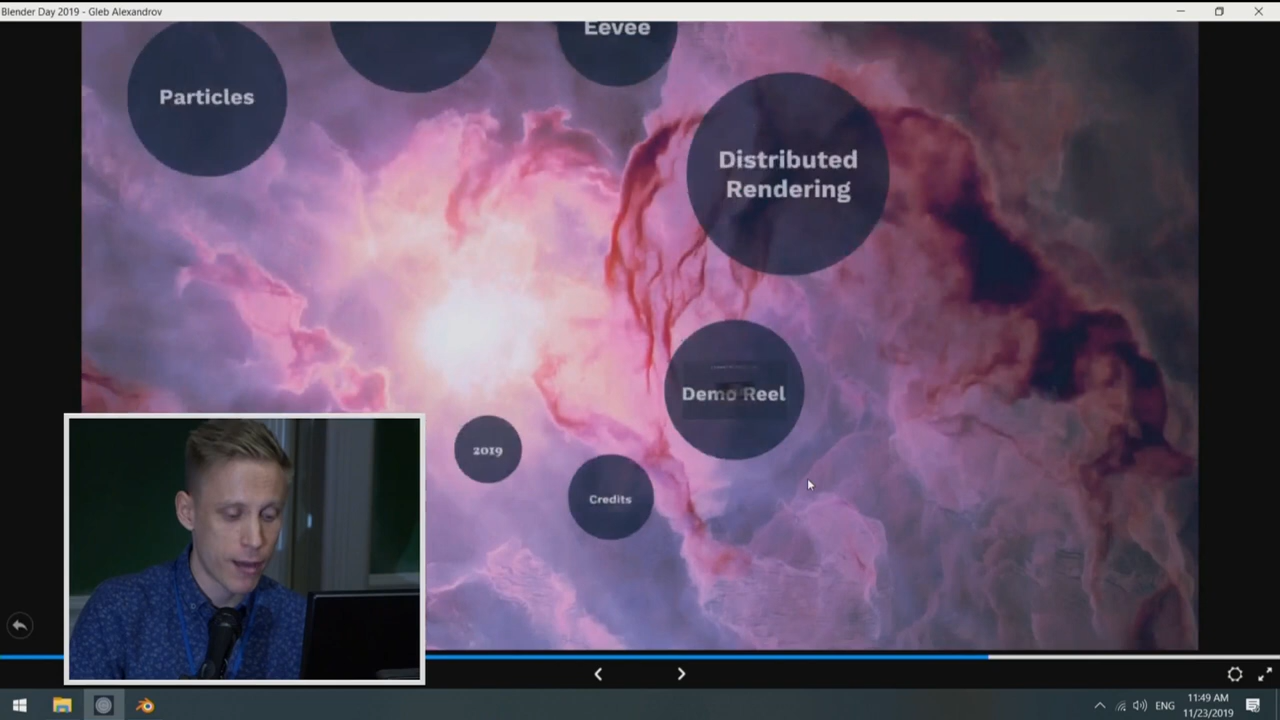 Blender Day 2019 - Gleb Alexandrov
Eevee
Particles
Distributed
Rendering
Demo Reel
2019
Credits
ENG
11:49 AM
11/23/2019